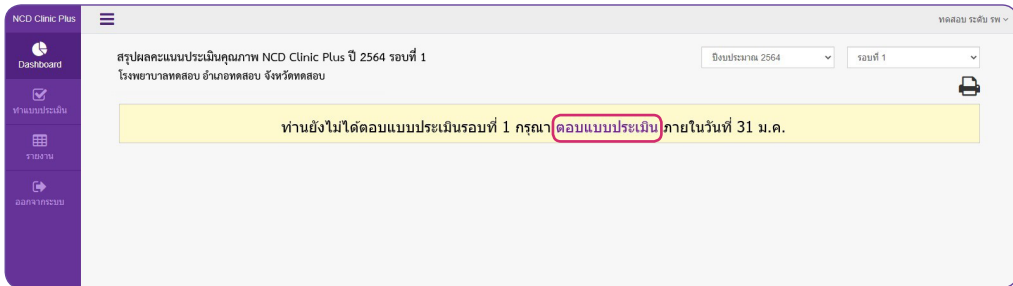 NCD Clinic Plus
ทดสอบ ระดับ รพ
Dashboard
ทำแบบประเมิน
รายงาน
ออกจากระบบ
สรุปผลคะแนนประเมินคุณภาพ NCD Clinic Plus ปี 2564 รอบที่ 1
โรงพยาบาลทดสอบ อำเภอทดสอบ จังหวัดทดสอบ
ปีงบประมาณ 2564
รอบที่ 1
ท่านยังไม่ได้ตอบแบบประเมินรอบที่ 1 กรุณา ตอบแบบประเมิน ภายในวันที่ 31 ม.ค.